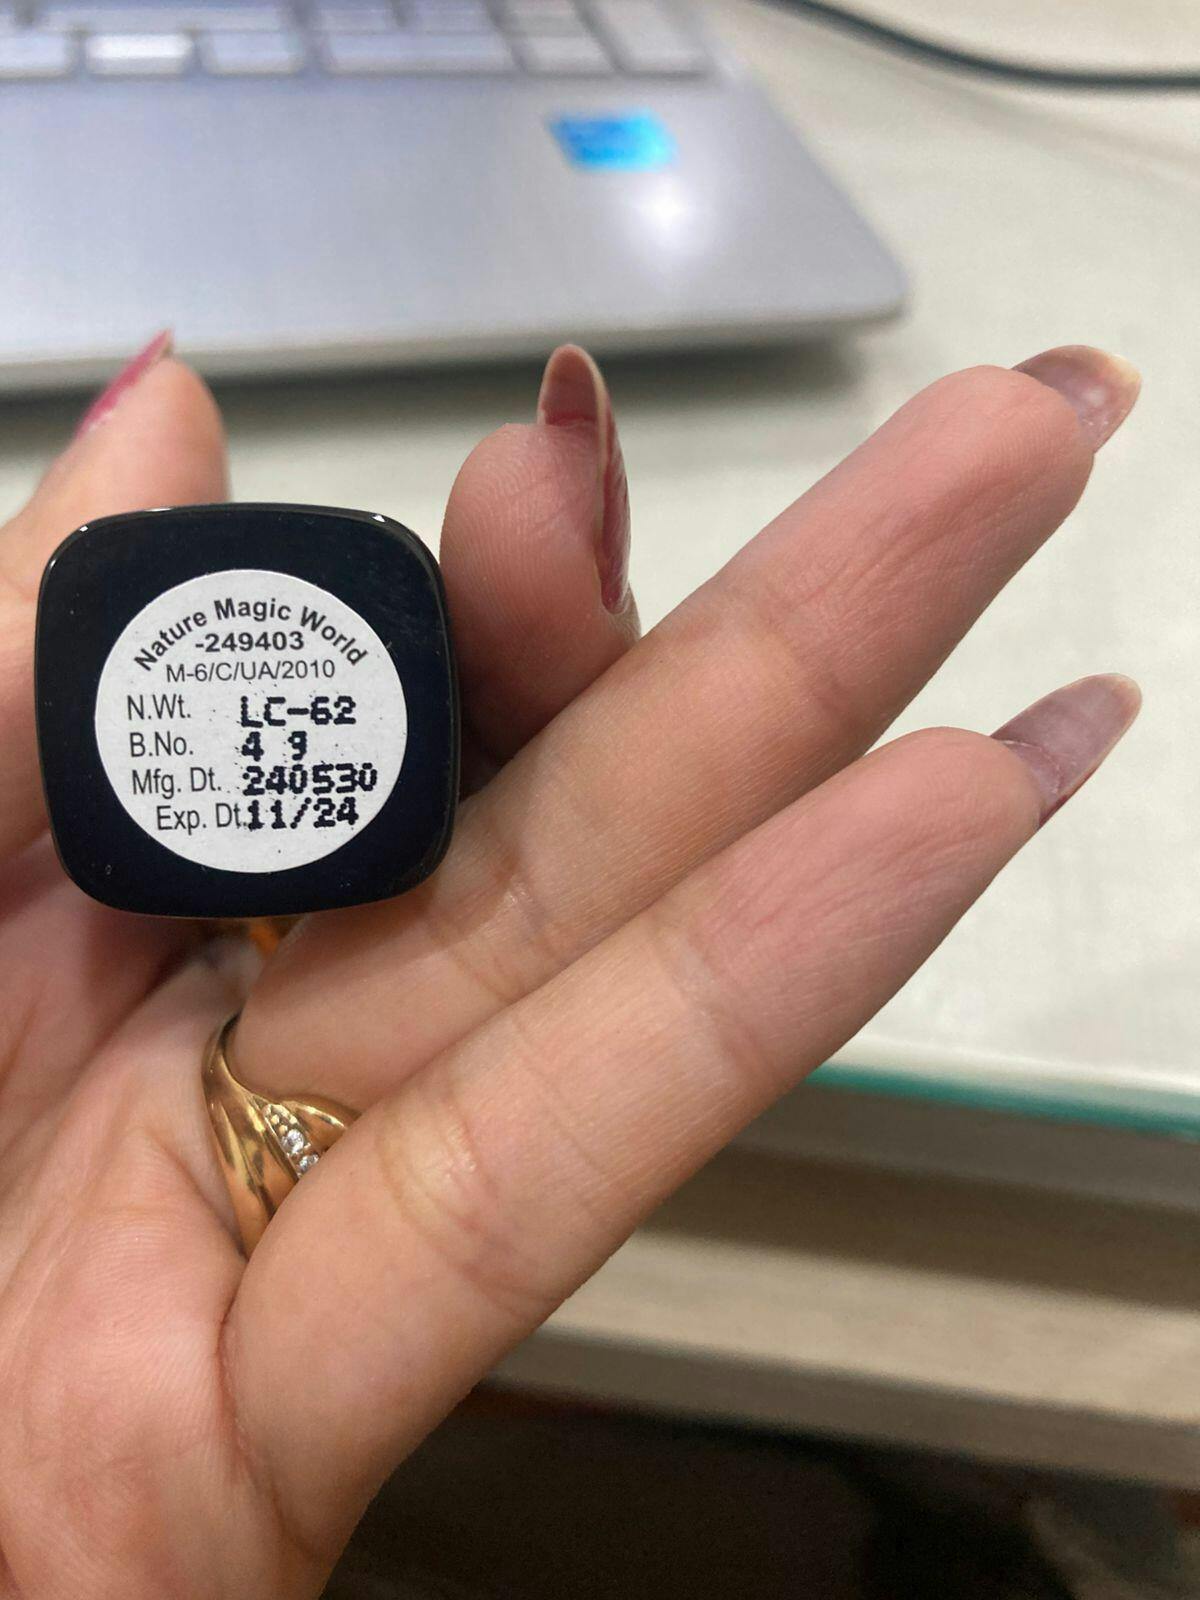 Nature Magic World
-249403
M-6/C/UA/2010
N.Wt. LC-62
B.No. 4 g
Mfg. Dt. 240530
Exp. Dt. 11/24